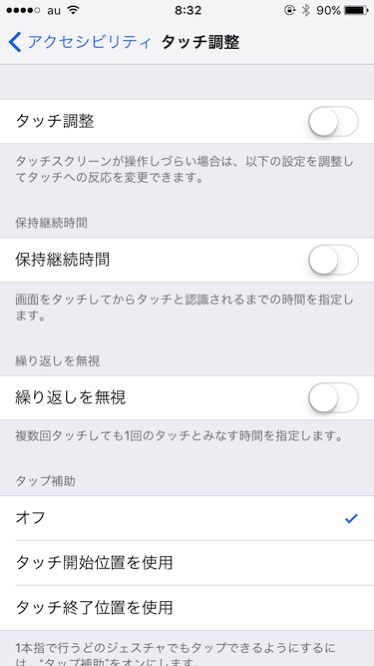 au 8:32 90%
アクセシビリティ タッチ調整
タッチ調整
タッチスクリーンが操作しづらい場合は、以下の設定を調整し
てタッチへの反応を変更できます。
保持継続時間
保持継続時間
画面をタッチしてからタッチと認識されるまでの時間を指定し
ます。
繰り返しを無視
繰り返しを無視
複数回タッチしても1回のタッチとみなす時間を指定します。
タップ補助
オフ
タッチ開始位置を使用
タッチ終了位置を使用
1本指で行うどのジェスチャでもタップできるようにするに
は、“タップ補助”をオンにします。